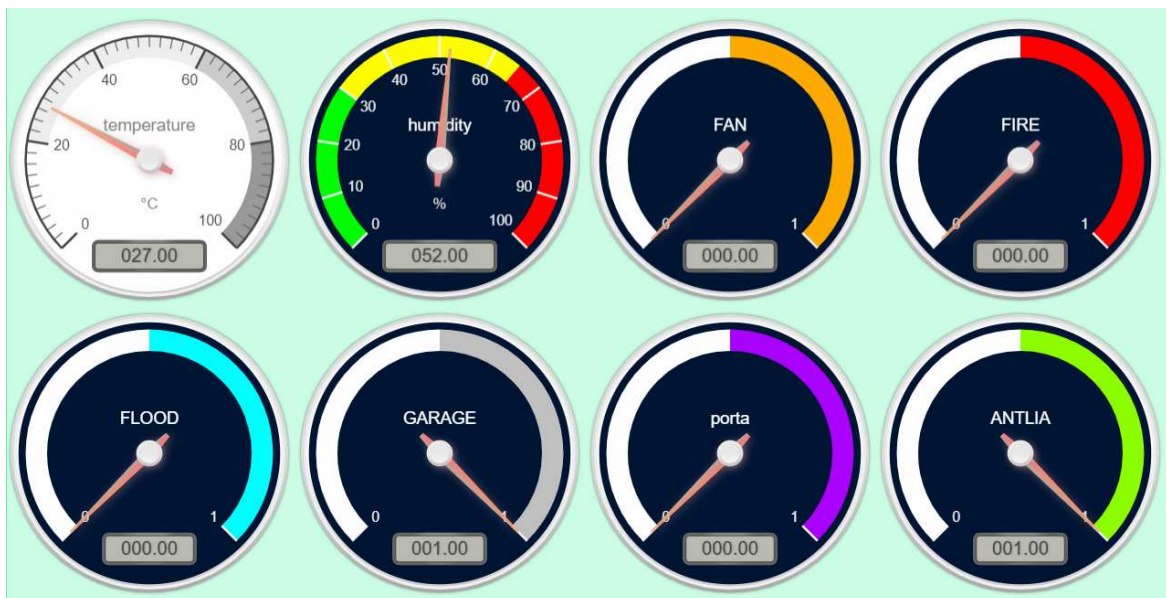 40 60
temperature
20 80
°C
0 100
027.00
50
40 60
30 70
humidity
20 80
10 90
%
0 100
052.00
FAN
0 1
000.00
FIRE
0 1
000.00
FLOOD
0 1
000.00
GARAGE
0 1
001.00
porta
0 1
000.00
ANTLIA
0 1
001.00